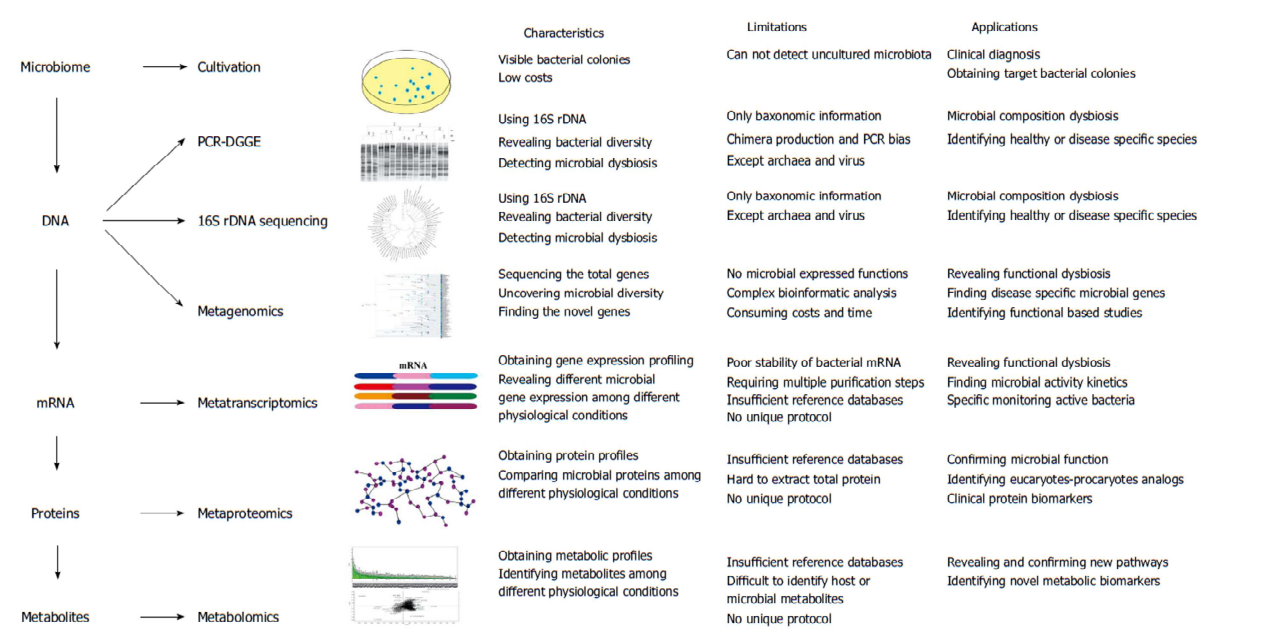 Characteristics
Limitations
Applications
Microbiome
Cultivation
Visible bacterial colonies
Low costs
Can not detect uncultured microbiota
Clinical diagnosis
Obtaining target bacterial colonies
PCR-DGGE
Using 16S rDNA
Revealing bacterial diversity
Detecting microbial dysbiosis
Only baxonomic information
Chimera production and PCR bias
Except archaea and virus
Microbial composition dysbiosis
Identifying healthy or disease specific species
DNA
16S rDNA sequencing
Using 16S rDNA
Revealing bacterial diversity
Detecting microbial dysbiosis
Only baxonomic information
Except archaea and virus
Microbial composition dysbiosis
Identifying healthy or disease specific species
Metagenomics
Sequencing the total genes
Uncovering microbial diversity
Finding the novel genes
No microbial expressed functions
Complex bioinformatic analysis
Consuming costs and time
Revealing functional dysbiosis
Finding disease specific microbial genes
Identifying functional based studies
mRNA
Metatranscriptomics
mRNA
Obtaining gene expression profiling
Revealing different microbial
gene expression among different
physiological conditions
Poor stability of bacterial mRNA
Requiring multiple purification steps
Insufficient reference databases
No unique protocol
Revealing functional dysbiosis
Finding microbial activity kinetics
Specific monitoring active bacteria
Proteins
Metaproteomics
Obtaining protein profiles
Comparing microbial proteins among
different physiological conditions
Insufficient reference databases
Hard to extract total protein
No unique protocol
Confirming microbial function
Identifying eucaryotes-procaryotes analogs
Clinical protein biomarkers
Metabolites
Metabolomics
Obtaining metabolic profiles
Identifying metabolites among
different physiological conditions
Insufficient reference databases
Difficult to identify host or
microbial metabolites
No unique protocol
Revealing and confirming new pathways
Identifying novel metabolic biomarkers